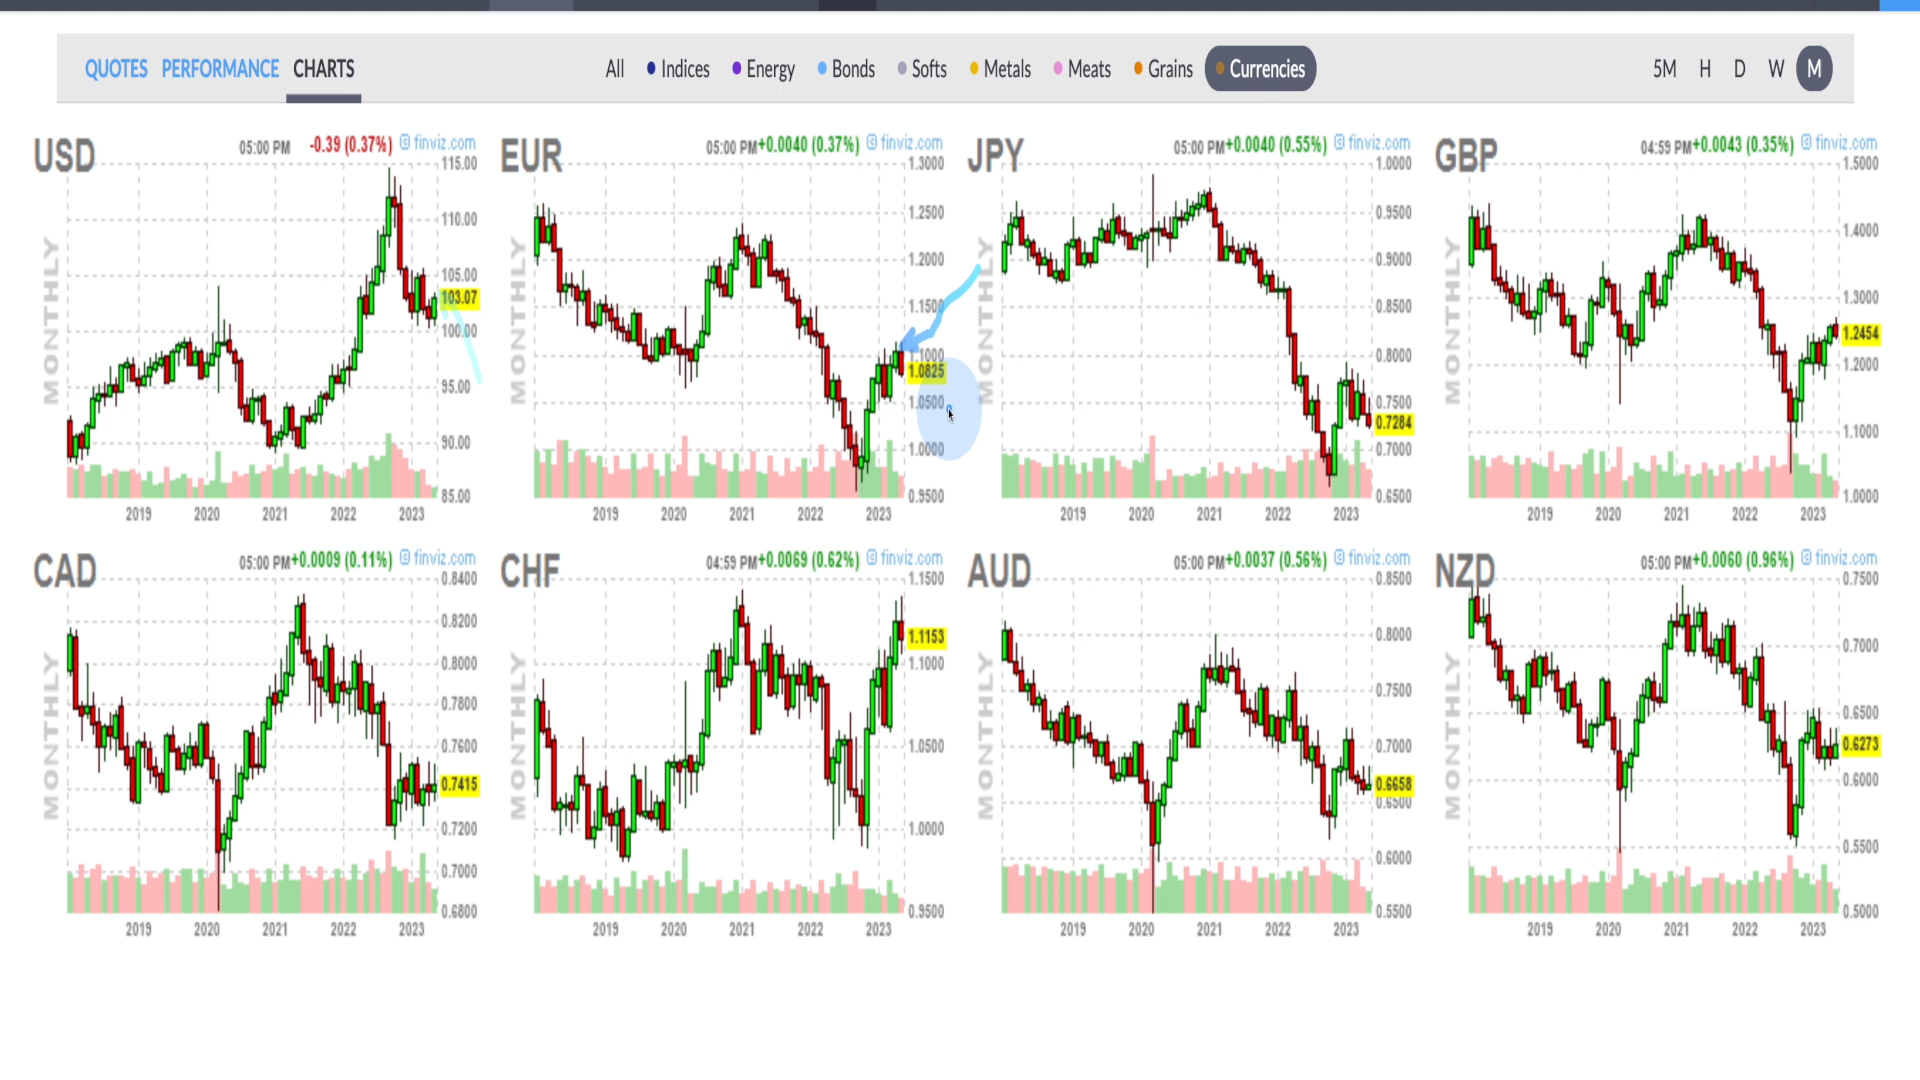 QUOTES PERFORMANCE CHARTS All Indices Energy Bonds Softs Metals Meats Grains Currencies 5M H D W M
USD 05:00 PM -0.39 (0.37%) finviz.com
MONTHLY
115.00
110.00
105.00
103.07
100.00
95.00
90.00
85.00
2019 2020 2021 2022 2023
EUR 05:00 PM +0.0040 (0.37%) finviz.com
MONTHLY
1.3000
1.2500
1.2000
1.1500
1.1000
1.0825
1.0500
1.0000
0.9500
2019 2020 2021 2022 2023
JPY 05:00 PM +0.0040 (0.55%) finviz.com
MONTHLY
1.0000
0.9500
0.9000
0.8500
0.8000
0.7500
0.7284
0.7000
0.6500
2019 2020 2021 2022 2023
GBP 04:59 PM +0.0043 (0.35%) finviz.com
MONTHLY
1.5000
1.4000
1.3000
1.2454
1.2000
1.1000
1.0000
2019 2020 2021 2022 2023
CAD 05:00 PM +0.0009 (0.11%) finviz.com
MONTHLY
0.8400
0.8200
0.8000
0.7800
0.7600
0.7415
0.7200
0.7000
0.6800
2019 2020 2021 2022 2023
CHF 04:59 PM +0.0069 (0.62%) finviz.com
MONTHLY
1.1500
1.1153
1.1000
1.0500
1.0000
0.9500
2019 2020 2021 2022 2023
AUD 05:00 PM +0.0037 (0.56%) finviz.com
MONTHLY
0.8500
0.8000
0.7500
0.7000
0.6658
0.6500
0.6000
0.5500
2019 2020 2021 2022 2023
NZD 05:00 PM +0.0060 (0.96%) finviz.com
MONTHLY
0.7500
0.7000
0.6500
0.6273
0.6000
0.5500
0.5000
2019 2020 2021 2022 2023